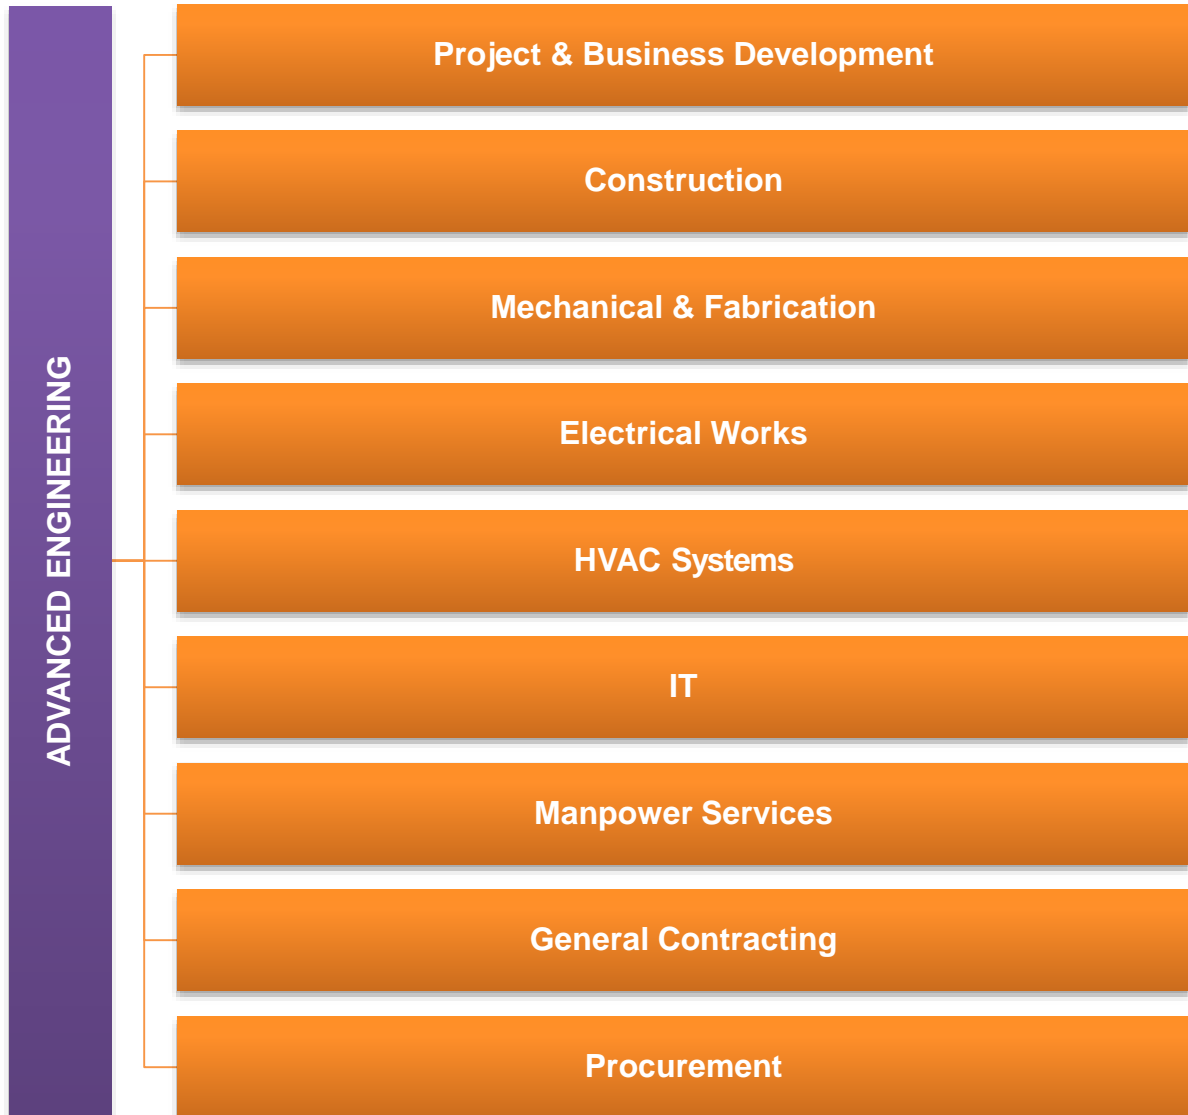 ADVANCED ENGINEERING
Project & Business Development
Construction
Mechanical & Fabrication
Electrical Works
HVAC Systems
IT
Manpower Services
General Contracting
Procurement